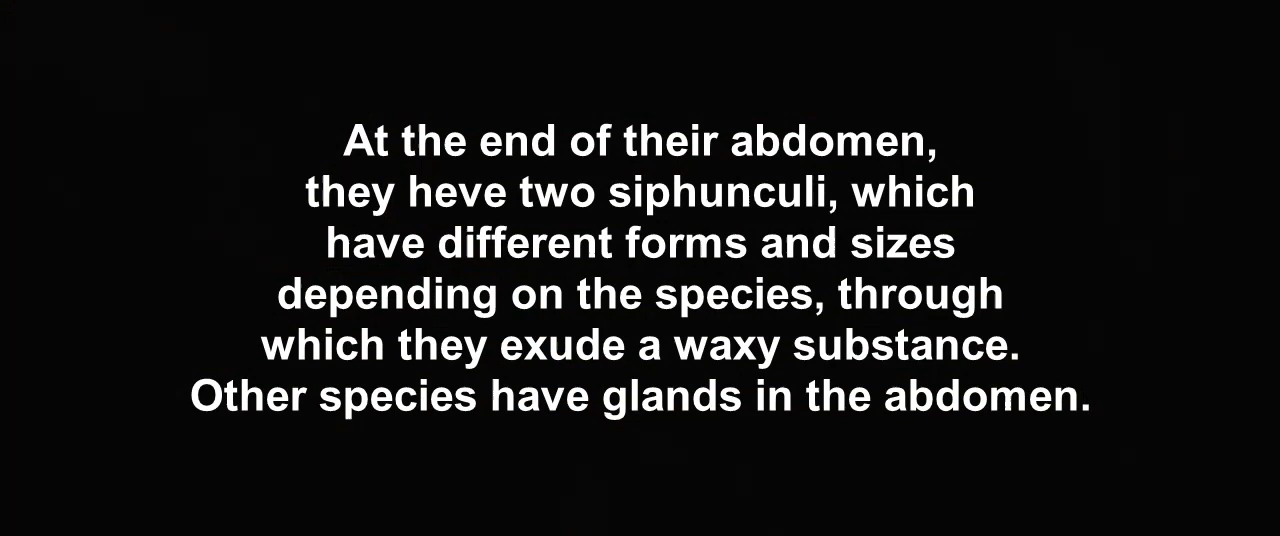 At the end of their abdomen,
they heve two siphunculi, which
have different forms and sizes
depending on the species, through
which they exude a waxy substance.
Other species have glands in the abdomen.